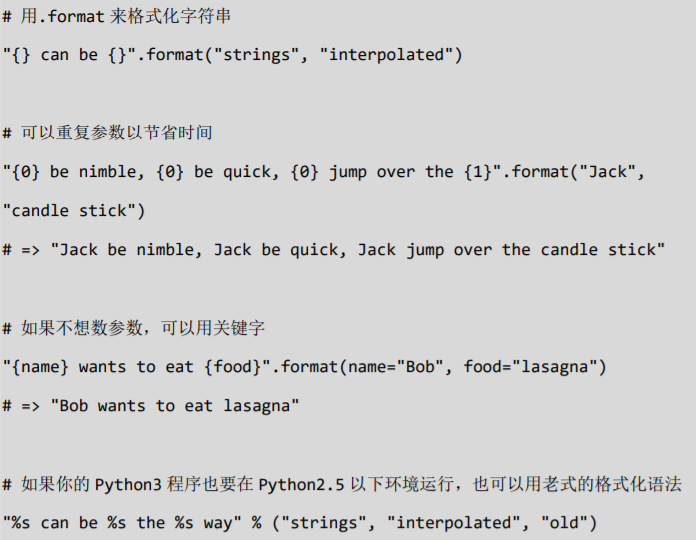 # 用.format 来格式化字符串
"{} can be {}".format("strings", "interpolated")
# 可以重复参数以节省时间
"{0} be nimble, {0} be quick, {0} jump over the {1}".format("Jack",
"candle stick")
# => "Jack be nimble, Jack be quick, Jack jump over the candle stick"
# 如果不想数参数，可以用关键字
"{name} wants to eat {food}".format(name="Bob", food="lasagna")
# => "Bob wants to eat lasagna"
# 如果你的 Python3 程序也要在 Python2.5 以下环境运行，也可以用老式的格式化语法
"%s can be %s the %s way" % ("strings", "interpolated", "old")